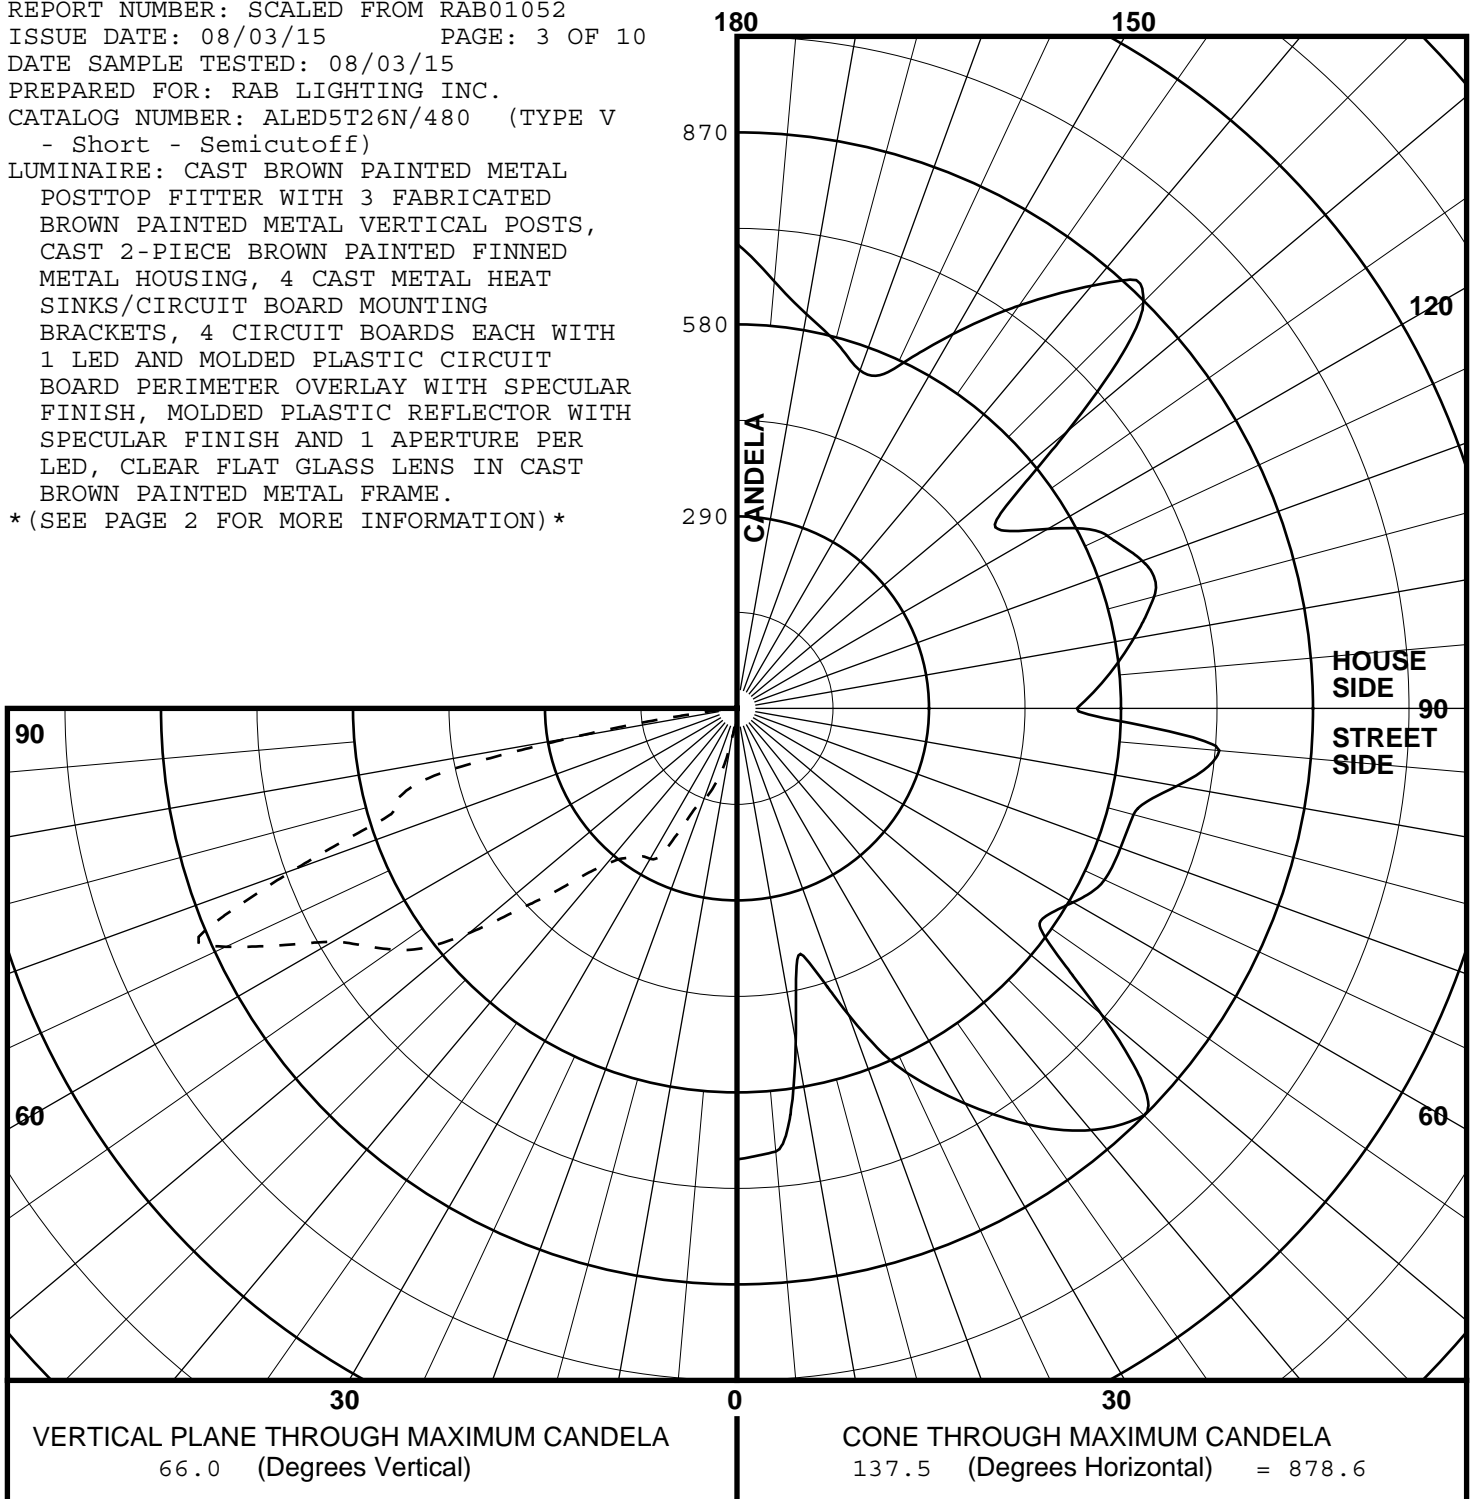 REPORT NUMBER: SCALED FROM RAB01052
ISSUE DATE: 08/03/15 PAGE: 3 OF 10
DATE SAMPLE TESTED: 08/03/15
PREPARED FOR: RAB LIGHTING INC.
CATALOG NUMBER: ALED5T26N/480 (TYPE V
- Short - Semicutoff)
LUMINAIRE: CAST BROWN PAINTED METAL
POSTTOP FITTER WITH 3 FABRICATED
BROWN PAINTED METAL VERTICAL POSTS,
CAST 2-PIECE BROWN PAINTED FINNED
METAL HOUSING, 4 CAST METAL HEAT
SINKS/CIRCUIT BOARD MOUNTING
BRACKETS, 4 CIRCUIT BOARDS EACH WITH
1 LED AND MOLDED PLASTIC CIRCUIT
BOARD PERIMETER OVERLAY WITH SPECULAR
FINISH, MOLDED PLASTIC REFLECTOR WITH
SPECULAR FINISH AND 1 APERTURE PER
LED, CLEAR FLAT GLASS LENS IN CAST
BROWN PAINTED METAL FRAME.
*(SEE PAGE 2 FOR MORE INFORMATION)*
180
150
870
120
580
CANDELA
290
HOUSE
SIDE
90
90
STREET
SIDE
60
60
30
0
30
VERTICAL PLANE THROUGH MAXIMUM CANDELA
66.0 (Degrees Vertical)
CONE THROUGH MAXIMUM CANDELA
137.5 (Degrees Horizontal) = 878.6